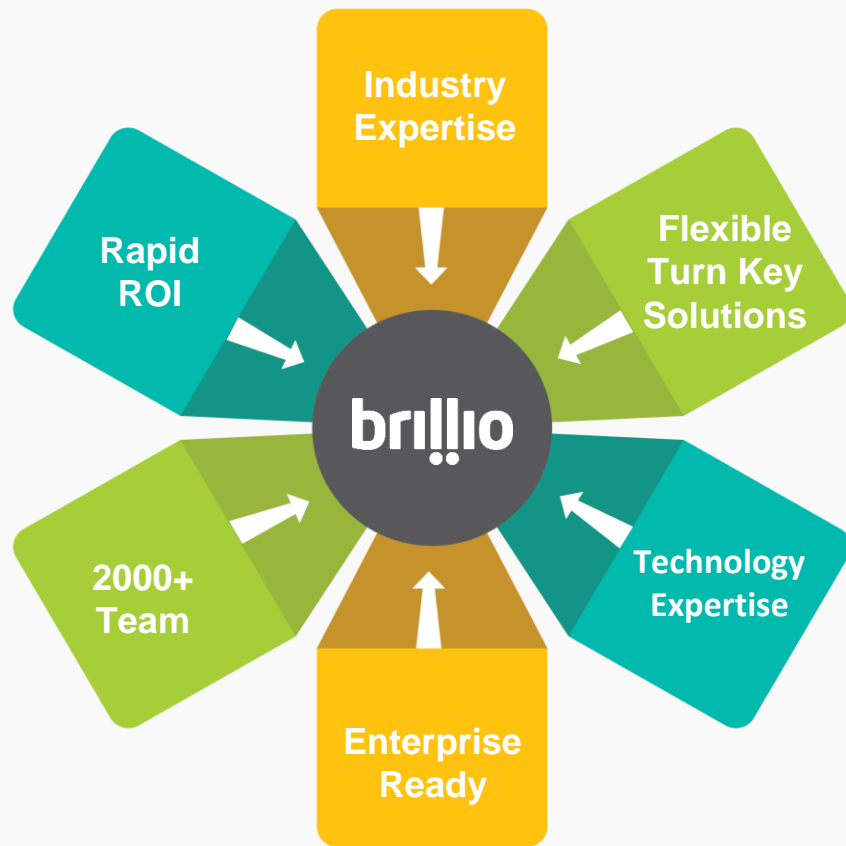 Industry
Expertise
Flexible
Turn Key
Solutions
Rapid
ROI
brillio
2000+
Team
Technology
Expertise
Enterprise
Ready